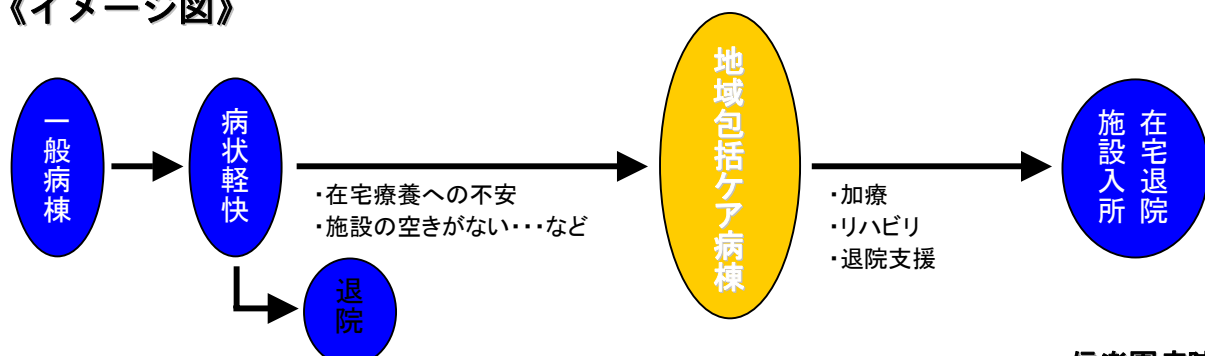 《イメージ図》
一般病棟
病状軽快
・在宅療養への不安
・施設の空きがない・・・など
退院
地域包括ケア病棟
・加療
・リハビリ
・退院支援
在宅退院
施設入所